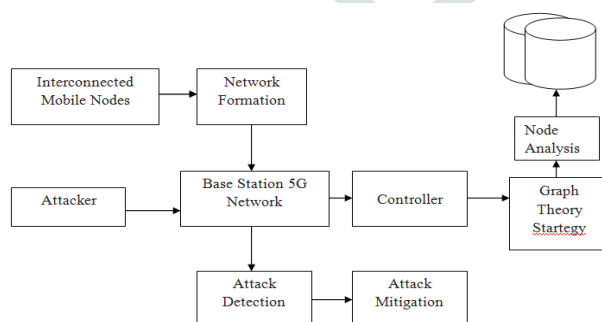 Interconnected
Mobile Nodes
Network
Formation
Node
Analysis
Attacker
Base Station 5G
Network
Controller
Graph
Theory
Startegy
Attack
Detection
Attack
Mitigation